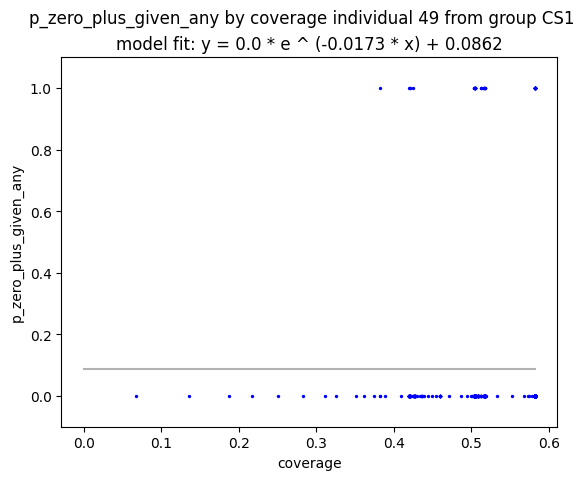 p_zero_plus_given_any by coverage individual 49 from group CS1
model fit: y = 0.0 * e ^ (-0.0173 * x) + 0.0862
1.0
0.8
0.6
0.4
0.2
0.0
p_zero_plus_given_any
0.0 0.1 0.2 0.3 0.4 0.5 0.6
coverage